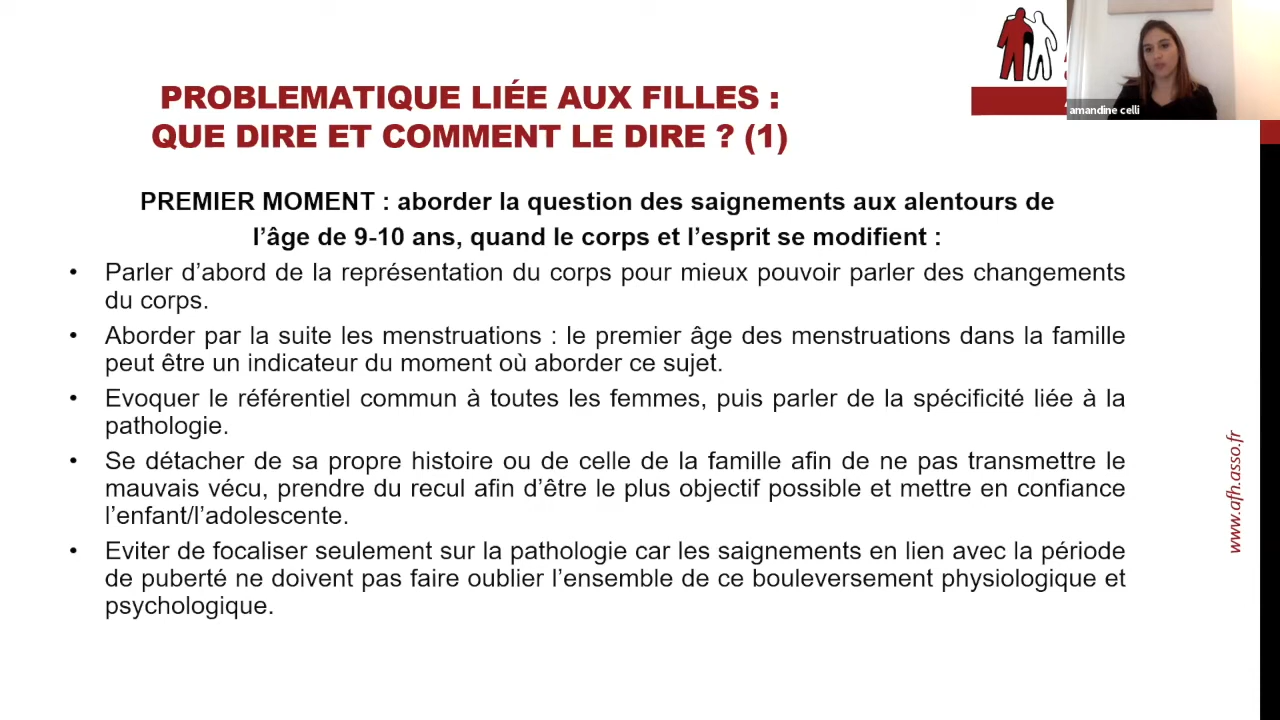 PROBLEMATIQUE LIÉE AUX FILLES :
QUE DIRE ET COMMENT LE DIRE ? (1)
amandine celli
PREMIER MOMENT : aborder la question des saignements aux alentours de
l’âge de 9-10 ans, quand le corps et l’esprit se modifient :
• Parler d’abord de la représentation du corps pour mieux pouvoir parler des changements
du corps.
• Aborder par la suite les menstruations : le premier âge des menstruations dans la famille
peut être un indicateur du moment où aborder ce sujet.
• Evoquer le référentiel commun à toutes les femmes, puis parler de la spécificité liée à la
pathologie.
• Se détacher de sa propre histoire ou de celle de la famille afin de ne pas transmettre le
mauvais vécu, prendre du recul afin d’être le plus objectif possible et mettre en confiance
l’enfant/l’adolescente.
• Eviter de focaliser seulement sur la pathologie car les saignements en lien avec la période
de puberté ne doivent pas faire oublier l’ensemble de ce bouleversement physiologique et
psychologique.
www.afh.asso.fr